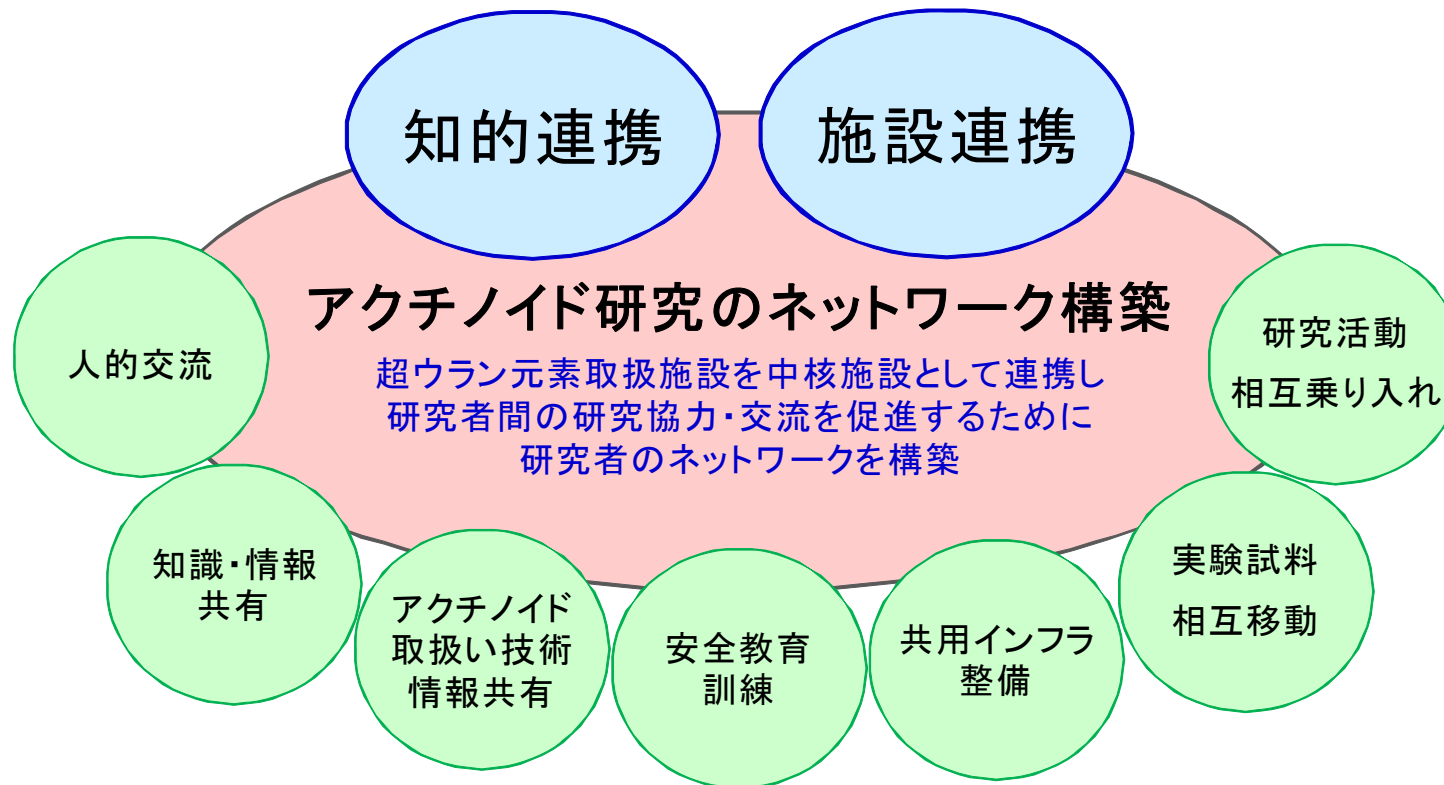 知的連携
施設連携
アクチノイド研究のネットワーク構築
超ウラン元素取扱施設を中核施設として連携し
研究者間の研究協力・交流を促進するために
研究者のネットワークを構築
人的交流
知識・情報
共有
アクチノイド
取扱い技術
情報共有
安全教育
訓練
共用インフラ
整備
実験試料
相互移動
研究活動
相互乗り入れ